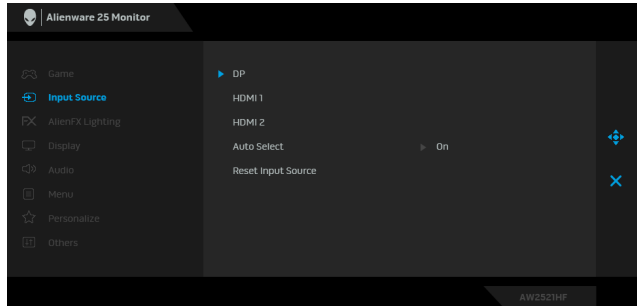 Alienware 25 Monitor
Game
Input Source
AlienFX Lighting
Display
Audio
Menu
Personalize
Others
DP
HDMI 1
HDMI 2
Auto Select On
Reset Input Source
AW2521HF